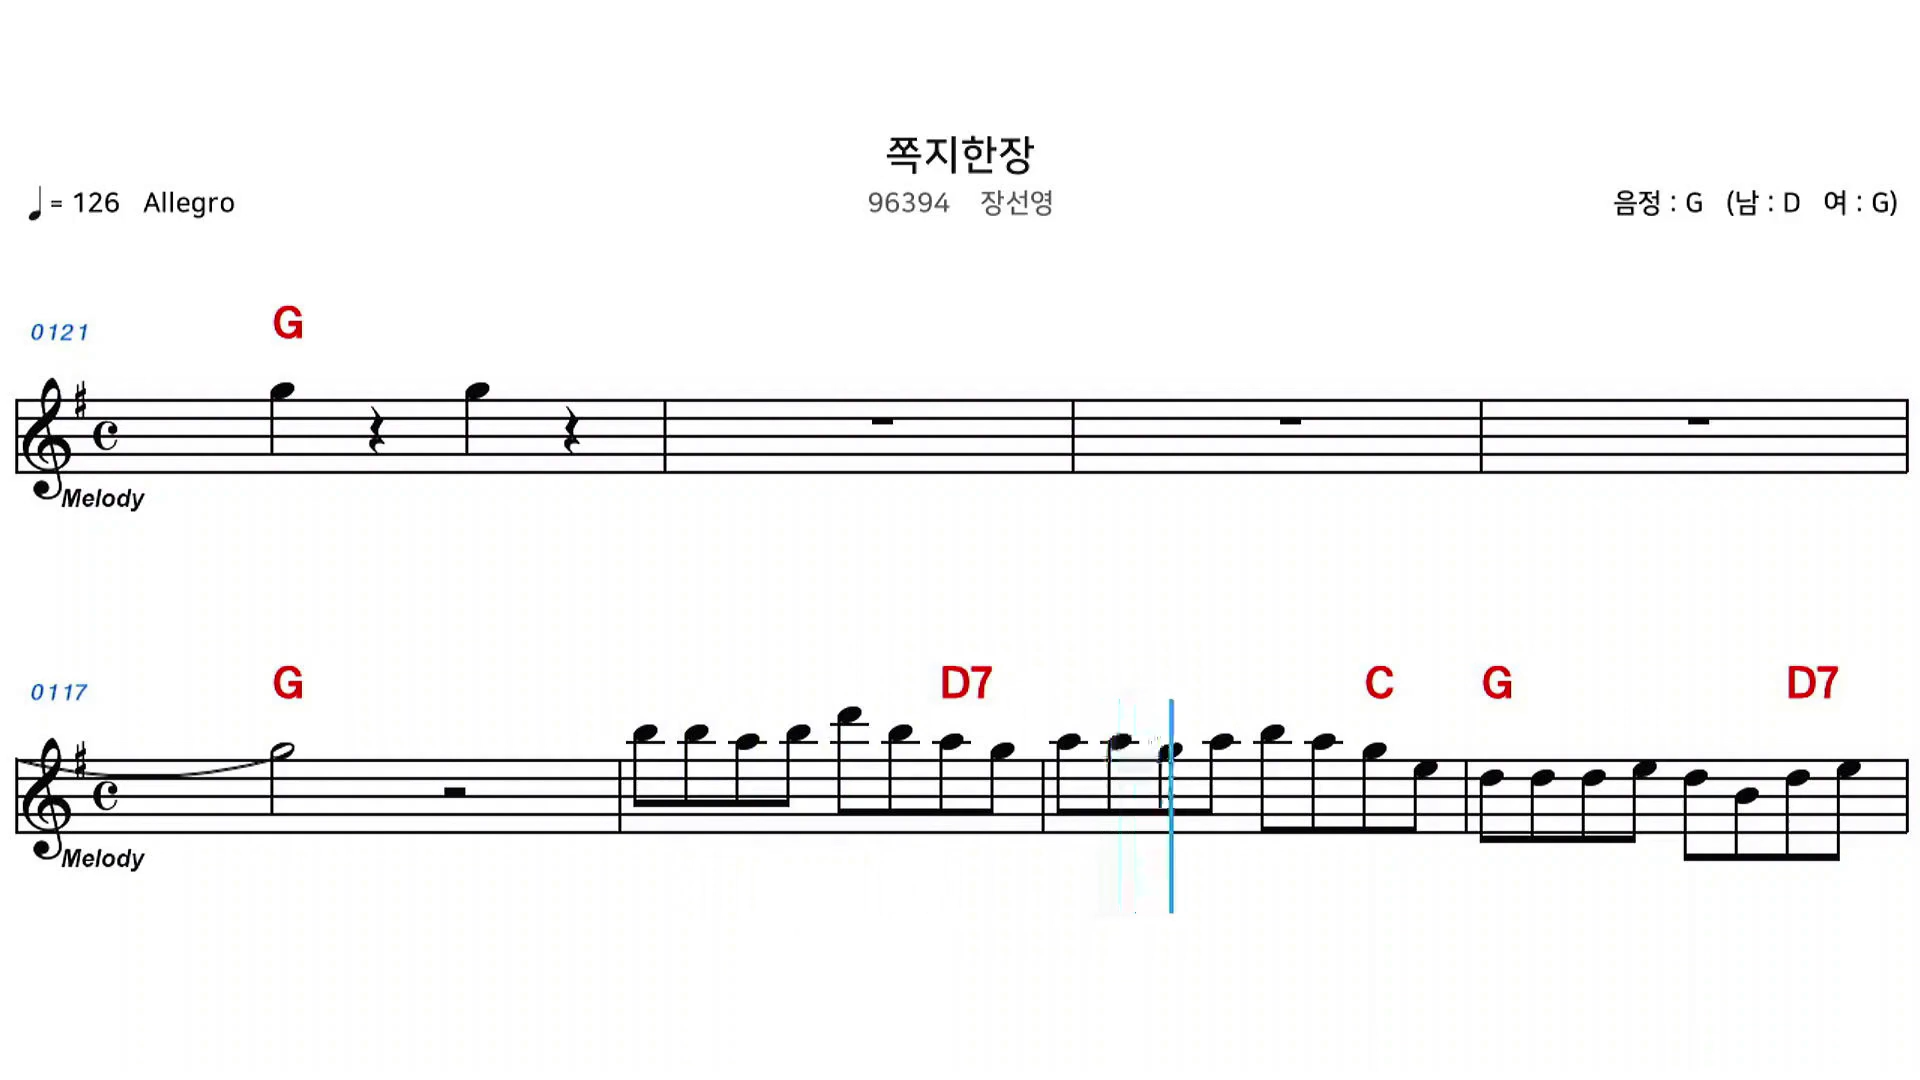 쪽지한장
♩= 126 Allegro
96394 장선영
음정 : G (남 : D 여 : G)
0121
G
Melody
0117
G D7 C G D7
Melody